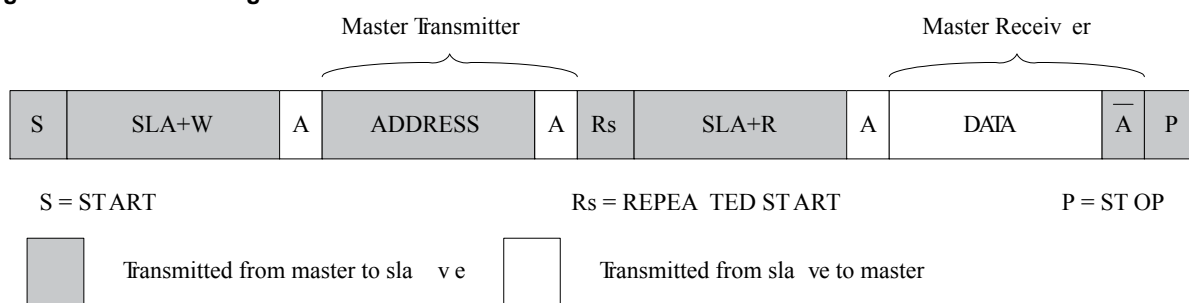 Master Transmitter Master Receiv er
S SLA+W A ADDRESS A Rs SLA+R A DATA A̅ P
S = ST ART Rs = REPEA TED ST ART P = ST OP
Transmitted from master to sla v e Transmitted from sla ve to master